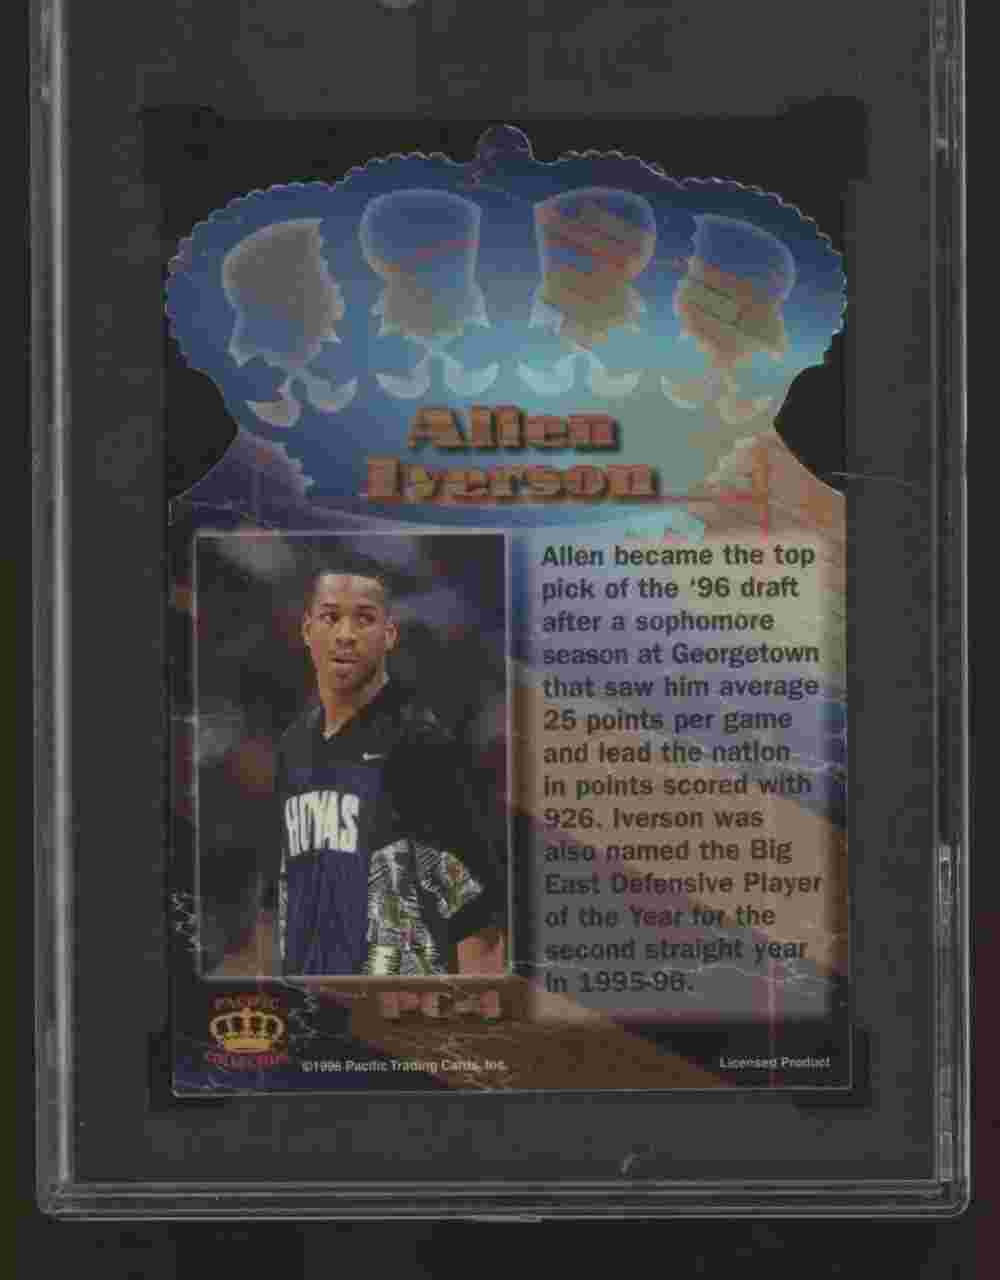 Allen
Iverson
Allen became the top
pick of the '96 draft
after a sophomore
season at Georgetown
that saw him average
25 points per game
and lead the nation
in points scored with
926. Iverson was
also named the Big
East Defensive Player
of the Year for the
second straight year
in 1995-96.
HOYAS
PC-4
PACIFIC
COLLECTION
©1996 Pacific Trading Cards, Inc.
Licensed Product